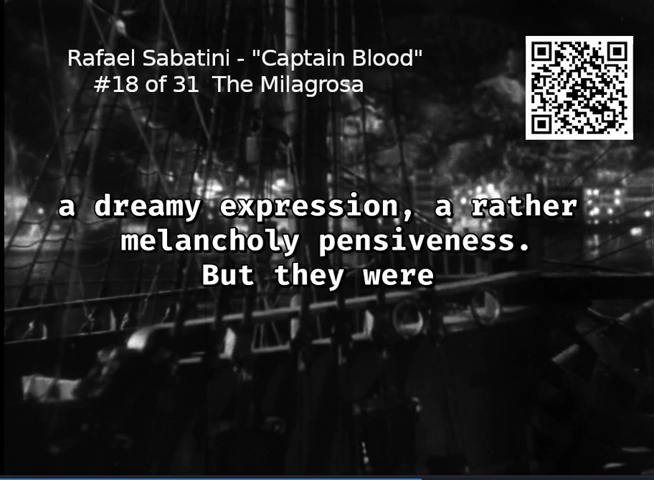 Rafael Sabatini - "Captain Blood"
#18 of 31  The Milagrosa
a dreamy expression, a rather
melancholy pensiveness.
But they were